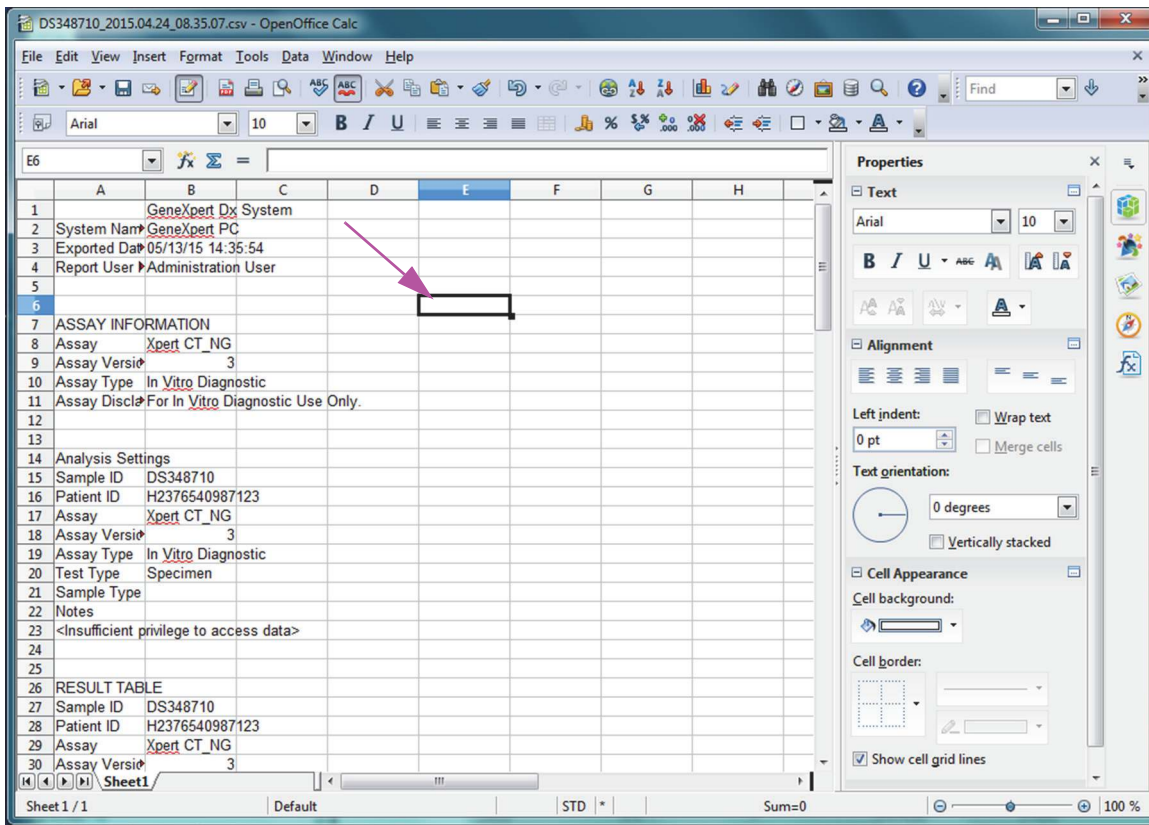 DS348710_2015.04.24_08.35.07.csv - OpenOffice Calc
File Edit View Insert Format Tools Data Window Help
ABC ABC Find
Arial 10 B I U
E6 fx Σ =
A B C D E F G H
1 GeneXpert Dx System
2 System Nam GeneXpert PC
3 Exported Dat 05/13/15 14:35:54
4 Report User Administration User
5
6
7 ASSAY INFORMATION
8 Assay Xpert CT_NG
9 Assay Versio 3
10 Assay Type In Vitro Diagnostic
11 Assay Discla For In Vitro Diagnostic Use Only.
12
13
14 Analysis Settings
15 Sample ID DS348710
16 Patient ID H2376540987123
17 Assay Xpert CT_NG
18 Assay Versio 3
19 Assay Type In Vitro Diagnostic
20 Test Type Specimen
21 Sample Type
22 Notes
23 <Insufficient privilege to access data>
24
25
26 RESULT TABLE
27 Sample ID DS348710
28 Patient ID H2376540987123
29 Assay Xpert CT_NG
30 Assay Versio 3
Sheet1
Sheet 1 / 1 Default STD * Sum=0 100 %
Properties
Text
Arial 10
B I U ABC
Alignment
Left indent:
Wrap text
0 pt
Merge cells
Text orientation:
0 degrees
Vertically stacked
Cell Appearance
Cell background:
Cell border:
Show cell grid lines